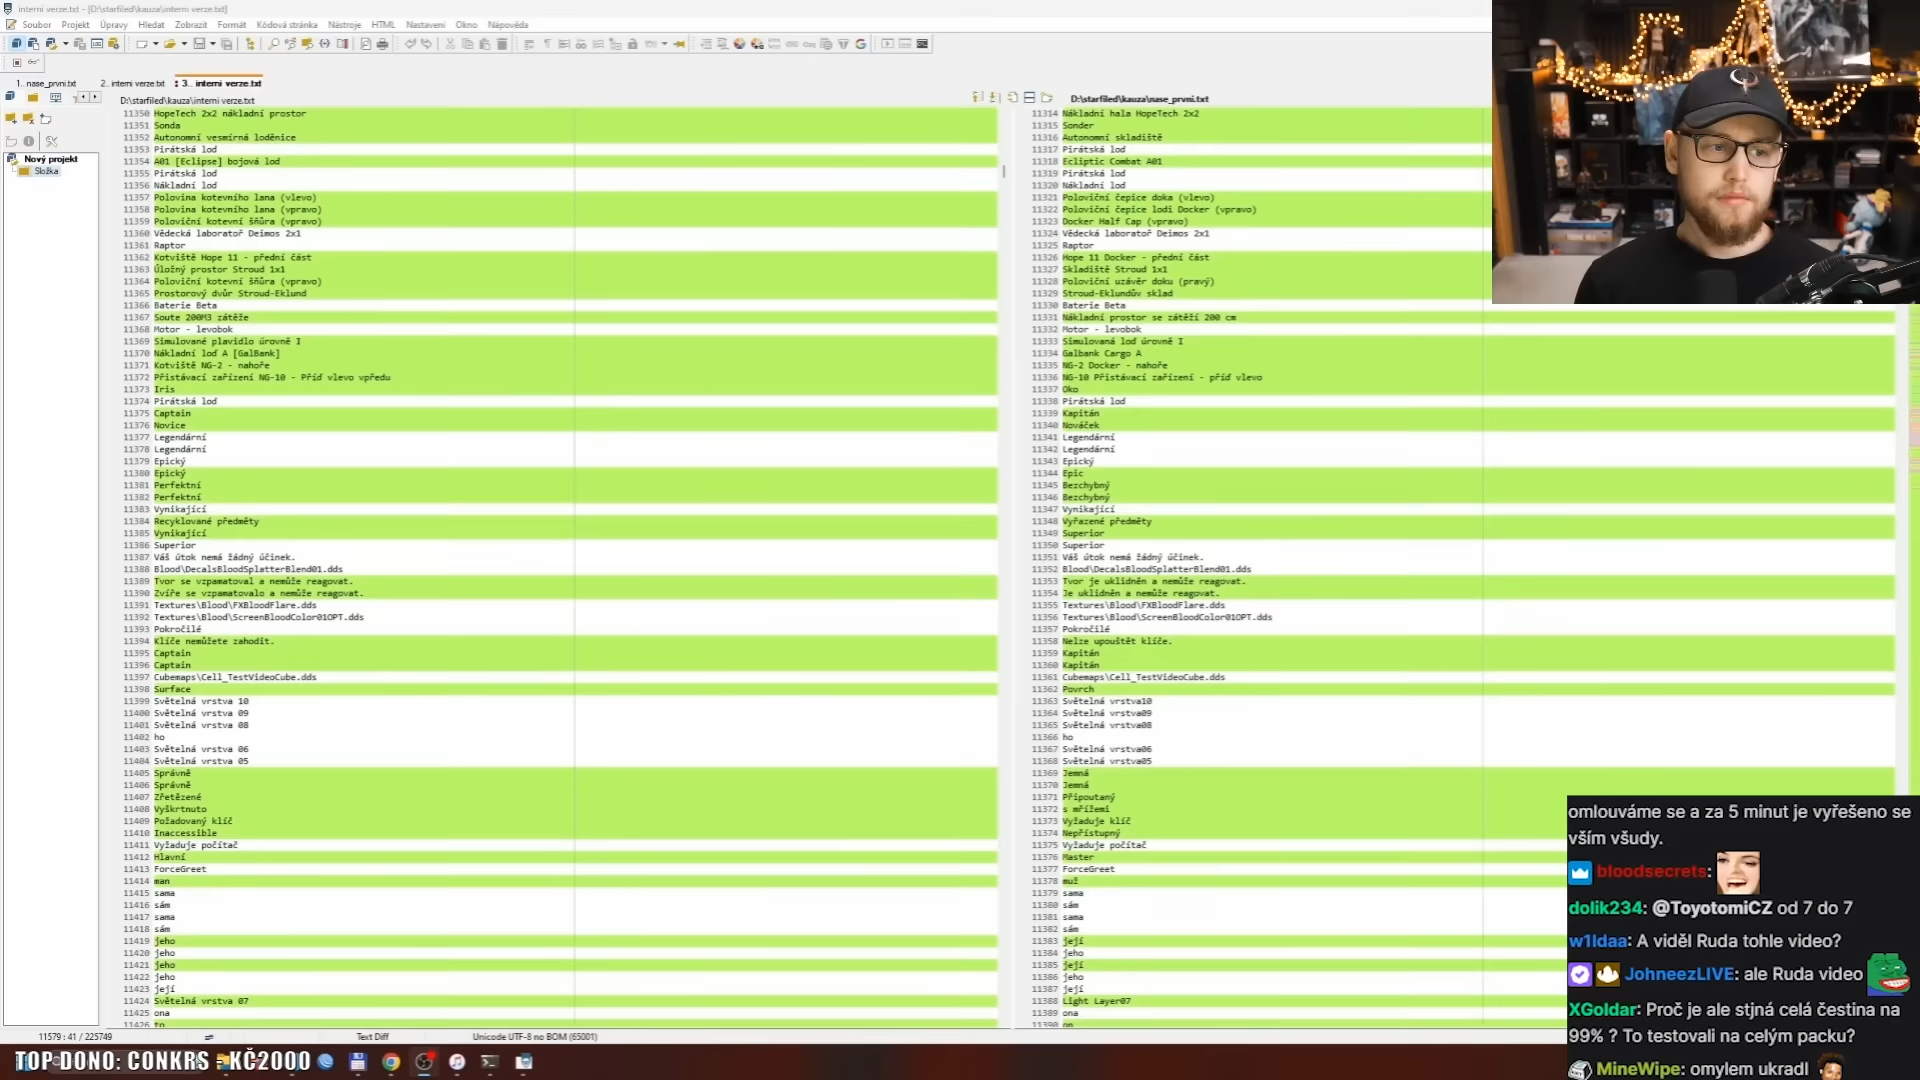 interni verze.txt - [D:\starfiled\kauza\interni verze.txt]
Soubor Projekt Úpravy Hledat Zobrazit Formát Kódová stránka Nástroje HTML Nastavení Okno Nápověda
1.. nase_prvni.txt 2.. interni verze.txt 3.. interni verze.txt
D:\starfiled\kauza\interni verze.txt
Nový projekt
Složka
11350 HopeTech 2x2 nákladní prostor
11351 Sonda
11352 Autonomní vesmírná loděnice
11353 Pirátská loď
11354 A01 [Eclipse] bojová loď
11355 Pirátská loď
11356 Nákladní loď
11357 Polovina kotevního lana (vlevo)
11358 Polovina kotevního lana (vpravo)
11359 Poloviční kotevní šňůra (vpravo)
11360 Vědecká laboratoř Deimos 2x1
11361 Raptor
11362 Kotviště Hope 11 - přední část
11363 Úložný prostor Stroud 1x1
11364 Poloviční kotevní šňůra (vpravo)
11365 Prostorový dvůr Stroud-Eklund
11366 Baterie Beta
11367 Soute 200M3 zátěže
11368 Motor - levobok
11369 Simulované plavidlo úrovně I
11370 Nákladní loď A [GalBank]
11371 Kotviště NG-2 - nahoře
11372 Přistávací zařízení NG-10 - Příď vlevo vpředu
11373 Iris
11374 Pirátská loď
11375 Captain
11376 Novice
11377 Legendární
11378 Legendární
11379 Epický
11380 Epický
11381 Perfektní
11382 Perfektní
11383 Vynikající
11384 Recyklované předměty
11385 Vynikající
11386 Superior
11387 Váš útok nemá žádný účinek.
11388 Blood\DecalsBloodSplatterBlend01.dds
11389 Tvor se vzpamatoval a nemůže reagovat.
11390 Zvíře se vzpamatovalo a nemůže reagovat.
11391 Textures\Blood\FXBloodFlare.dds
11392 Textures\Blood\ScreenBloodColor01OPT.dds
11393 Pokročilé
11394 Klíče nemůžete zahodit.
11395 Captain
11396 Captain
11397 Cubemaps\Cell_TestVideoCube.dds
11398 Surface
11399 Světelná vrstva 10
11400 Světelná vrstva 09
11401 Světelná vrstva 08
11402 ho
11403 Světelná vrstva 06
11404 Světelná vrstva 05
11405 Správně
11406 Správně
11407 Zřetězené
11408 Vyškrtnuto
11409 Požadovaný klíč
11410 Inaccessible
11411 Vyžaduje počítač
11412 Hlavní
11413 ForceGreet
11414 man
11415 sama
11416 sám
11417 sama
11418 sám
11419 jeho
11420 jeho
11421 jeho
11422 jeho
11423 její
11424 Světelná vrstva 07
11425 ona
11426 to
D:\starfiled\kauza\nase_prvni.txt
11314 Nákladní hala HopeTech 2x2
11315 Sonder
11316 Autonomní skladiště
11317 Pirátská loď
11318 Ecliptic Combat A01
11319 Pirátská loď
11320 Nákladní loď
11321 Poloviční čepice doka (vlevo)
11322 Poloviční čepice lodi Docker (vpravo)
11323 Docker Half Cap (vpravo)
11324 Vědecká laboratoř Deimos 2x1
11325 Raptor
11326 Hope 11 Docker - přední část
11327 Skladiště Stroud 1x1
11328 Poloviční uzávěr doku (pravý)
11329 Stroud-Eklundův sklad
11330 Baterie Beta
11331 Nákladní prostor se zátěží 200 cm
11332 Motor - levobok
11333 Simulovaná loď úrovně I
11334 Galbank Cargo A
11335 NG-2 Docker - nahoře
11336 NG-10 Přistávací zařízení - příď vlevo
11337 Oko
11338 Pirátská loď
11339 Kapitán
11340 Nováček
11341 Legendární
11342 Legendární
11343 Epický
11344 Epic
11345 Bezchybný
11346 Bezchybný
11347 Vynikající
11348 Vyřazené předměty
11349 Superior
11350 Superior
11351 Váš útok nemá žádný účinek.
11352 Blood\DecalsBloodSplatterBlend01.dds
11353 Tvor je uklidněn a nemůže reagovat.
11354 Je uklidněn a nemůže reagovat.
11355 Textures\Blood\FXBloodFlare.dds
11356 Textures\Blood\ScreenBloodColor01OPT.dds
11357 Pokročilé
11358 Nelze upouštět klíče.
11359 Kapitán
11360 Kapitán
11361 Cubemaps\Cell_TestVideoCube.dds
11362 Povrch
11363 Světelná vrstva10
11364 Světelná vrstva09
11365 Světelná vrstva08
11366 ho
11367 Světelná vrstva06
11368 Světelná vrstva05
11369 Jemná
11370 Jemná
11371 Připoutaný
11372 s mřížemi
11373 Vyžaduje klíč
11374 Nepřístupný
11375 Vyžaduje počítač
11376 Master
11377 ForceGreet
11378 muž
11379 sama
11380 sám
11381 sama
11382 sám
11383 její
11384 jeho
11385 její
11386 jeho
11387 její
11388 Light Layer07
11389 ona
11390 on
omlouváme se a za 5 minut je vyřešeno se
vším všudy.
bloodsecrets:
dolik234: @ToyotomiCZ od 7 do 7
w1ldaa: A viděl Ruda tohle video?
JohneezLIVE: ale Ruda video
XGoldar: Proč je ale stjná celá čestina na
99% ? To testovali na celým packu?
MineWipe: omylem ukradl
11579 : 41 / 225749 Text Diff Unicode UTF-8 no BOM (65001)
TOP DONO: CONKRS - KČ2000